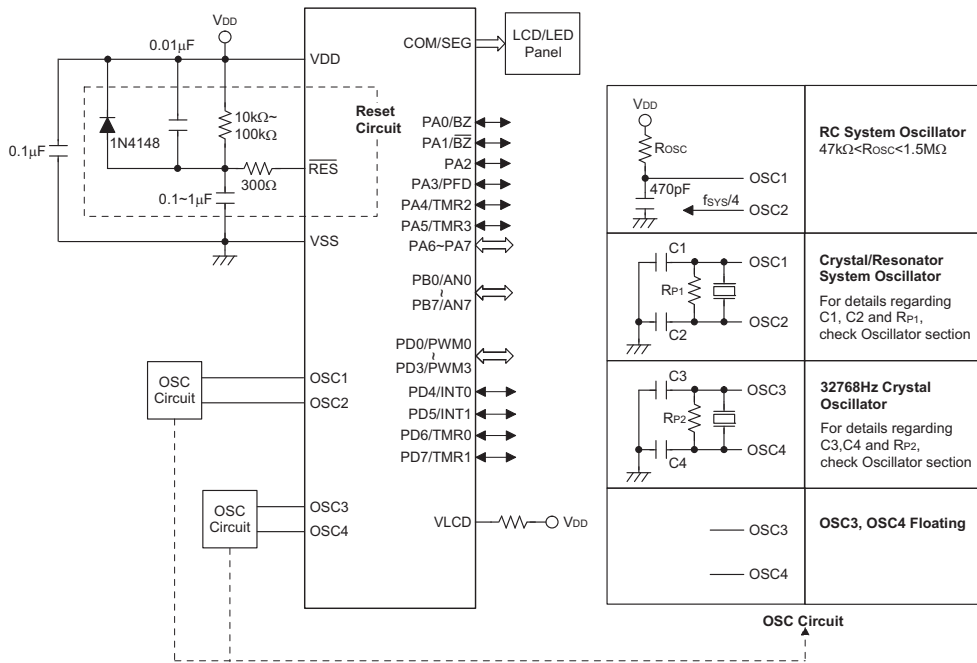 VDD
0.01μF
VDD
COM/SEG
LCD/LED
Panel
Reset
Circuit
10kΩ~
100kΩ
1N4148
0.1μF
RES
300Ω
0.1~1μF
VSS
PA0/BZ
PA1/BZ
PA2
PA3/PFD
PA4/TMR2
PA5/TMR3
PA6~PA7
PB0/AN0
~
PB7/AN7
PD0/PWM0
~
PD3/PWM3
PD4/INT0
PD5/INT1
PD6/TMR0
PD7/TMR1
OSC
Circuit
OSC1
OSC2
OSC
Circuit
OSC3
OSC4
VLCD
VDD
VDD
ROSC
470pF
OSC1
fSYS/4
OSC2
RC System Oscillator
47kΩ<ROSC<1.5MΩ
C1
OSC1
RP1
OSC2
C2
Crystal/Resonator
System Oscillator
For details regarding
C1, C2 and RP1,
check Oscillator section
C3
OSC3
RP2
OSC4
C4
32768Hz Crystal
Oscillator
For details regarding
C3,C4 and RP2,
check Oscillator section
OSC3
OSC4
OSC3, OSC4 Floating
OSC Circuit